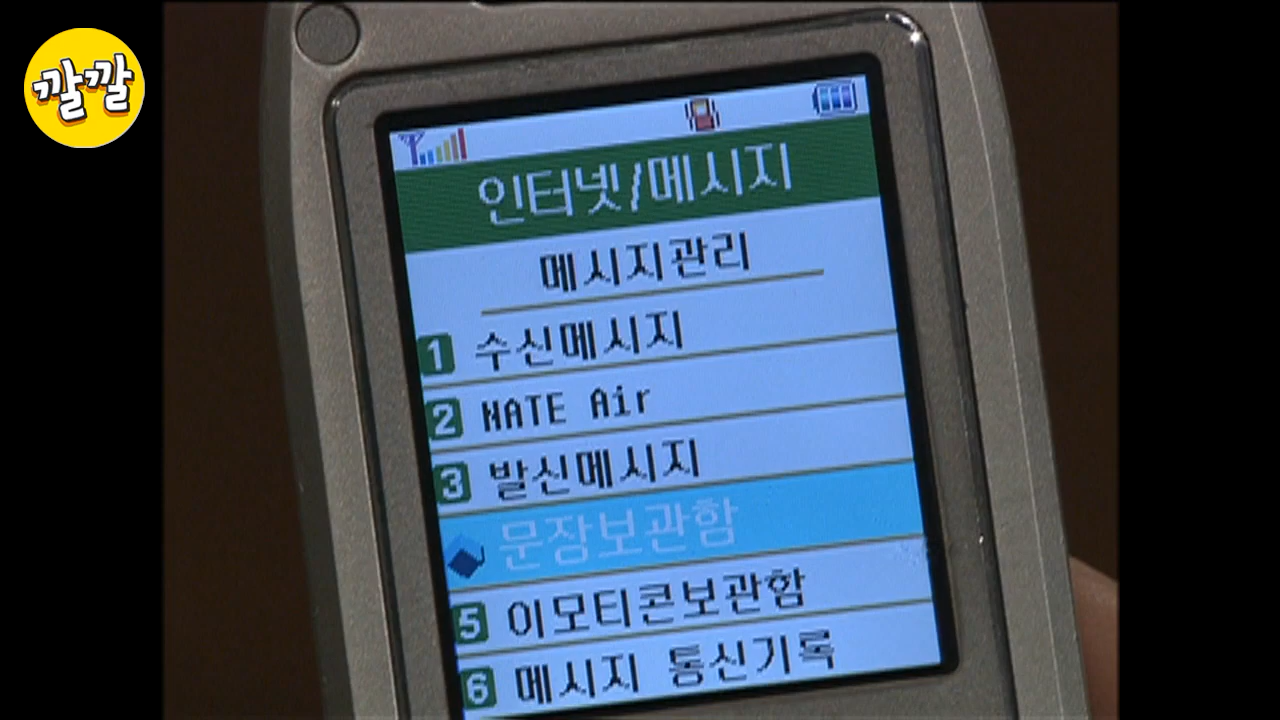 깔깔
인터넷/메시지
메시지관리
1 수신메시지
2 NATE Air
3 발신메시지
문장보관함
5 이모티콘보관함
6 메시지 통신기록